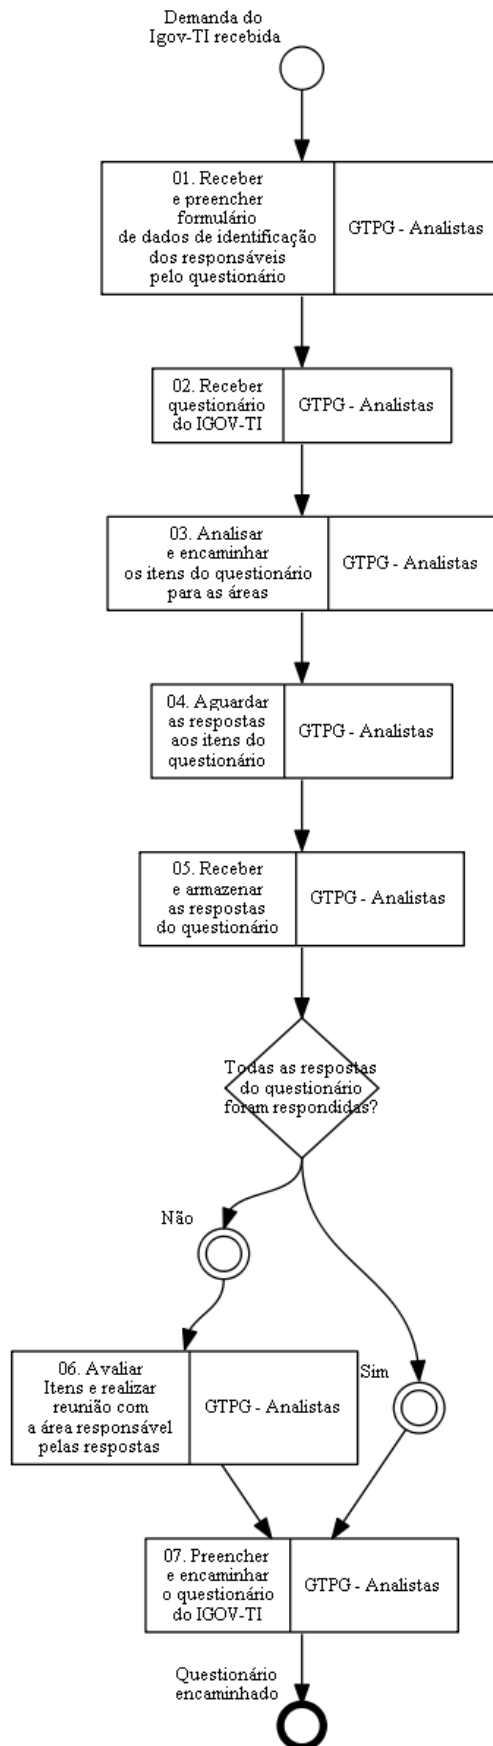 Demanda do
Igov-TI recebida
01. Receber
e preencher
formulário
de dados de identificação
dos responsáveis
pelo questionário
GTPG - Analistas
02. Receber
questionário
do IGOV-TI
GTPG - Analistas
03. Analisar
e encaminhar
os itens do questionário
para as áreas
GTPG - Analistas
04. Aguardar
as respostas
aos itens do
questionário
GTPG - Analistas
05. Receber
e armazenar
as respostas
do questionário
GTPG - Analistas
Todas as respostas
do questionário
foram respondidas?
Não
Sim
06. Avaliar
Itens e realizar
reunião com
a área responsável
pelas respostas
GTPG - Analistas
07. Preencher
e encaminhar
o questionário
do IGOV-TI
GTPG - Analistas
Questionário
encaminhado